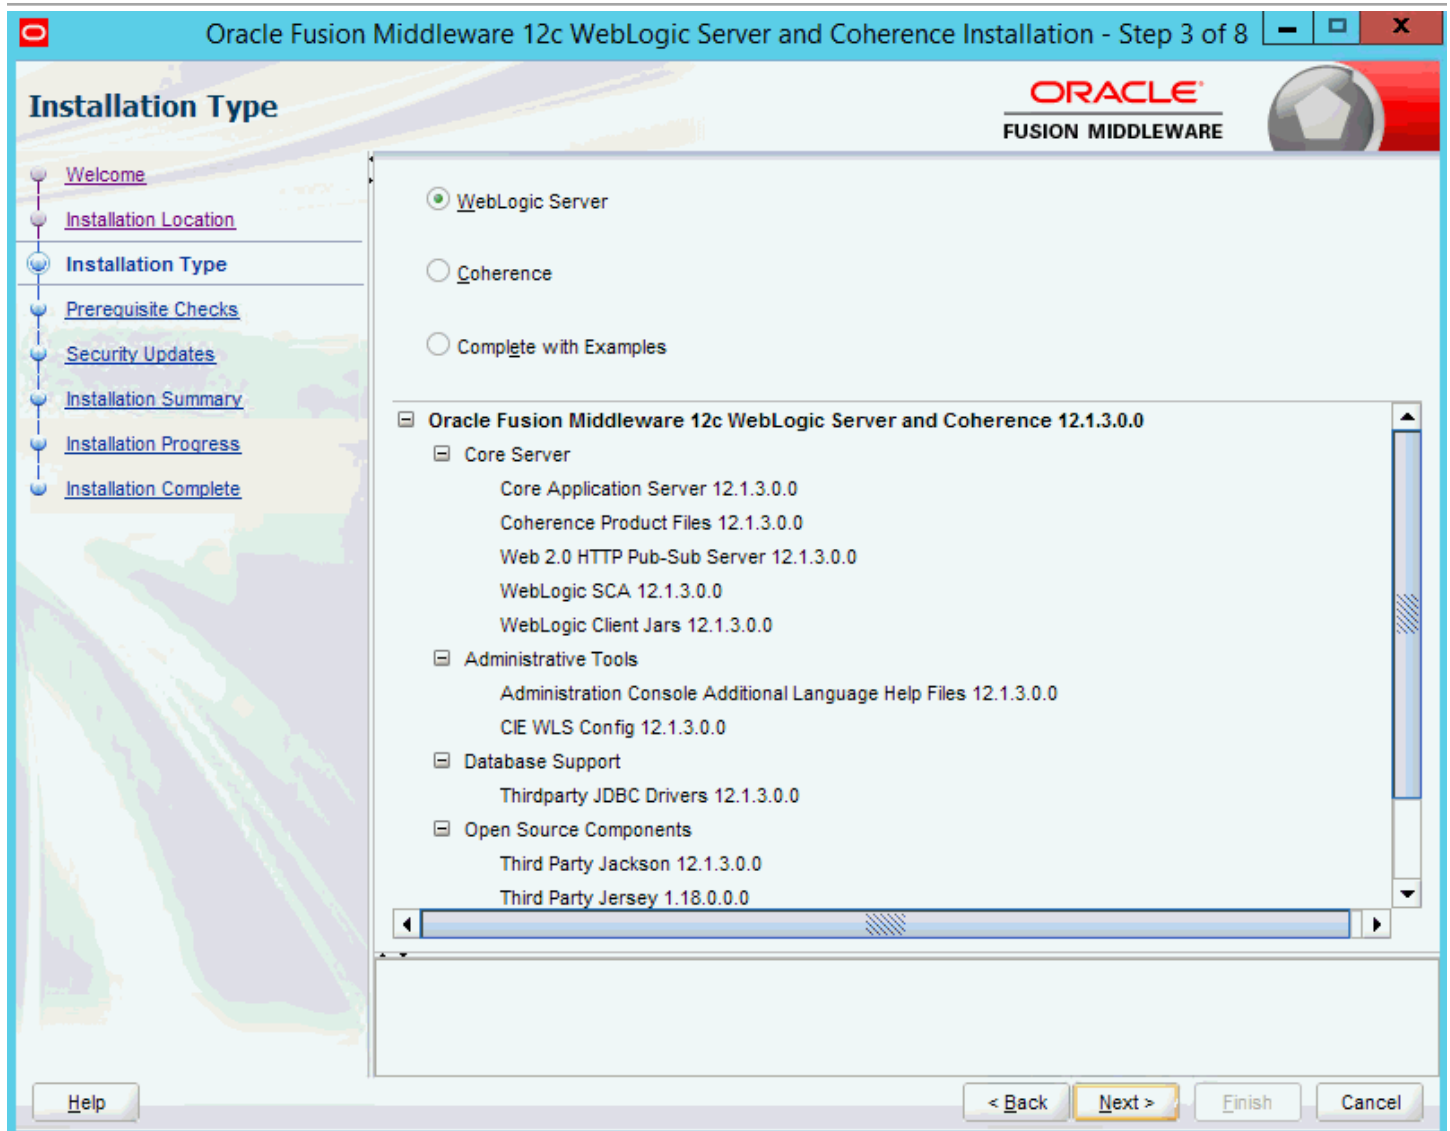 Oracle Fusion Middleware 12c WebLogic Server and Coherence Installation - Step 3 of 8
Installation Type
ORACLE
FUSION MIDDLEWARE
Welcome
Installation Location
Installation Type
Prerequisite Checks
Security Updates
Installation Summary
Installation Progress
Installation Complete
WebLogic Server
Coherence
Complete with Examples
Oracle Fusion Middleware 12c WebLogic Server and Coherence 12.1.3.0.0
Core Server
Core Application Server 12.1.3.0.0
Coherence Product Files 12.1.3.0.0
Web 2.0 HTTP Pub-Sub Server 12.1.3.0.0
WebLogic SCA 12.1.3.0.0
WebLogic Client Jars 12.1.3.0.0
Administrative Tools
Administration Console Additional Language Help Files 12.1.3.0.0
CIE WLS Config 12.1.3.0.0
Database Support
Thirdparty JDBC Drivers 12.1.3.0.0
Open Source Components
Third Party Jackson 12.1.3.0.0
Third Party Jersey 1.18.0.0.0
Help
< Back
Next >
Finish
Cancel